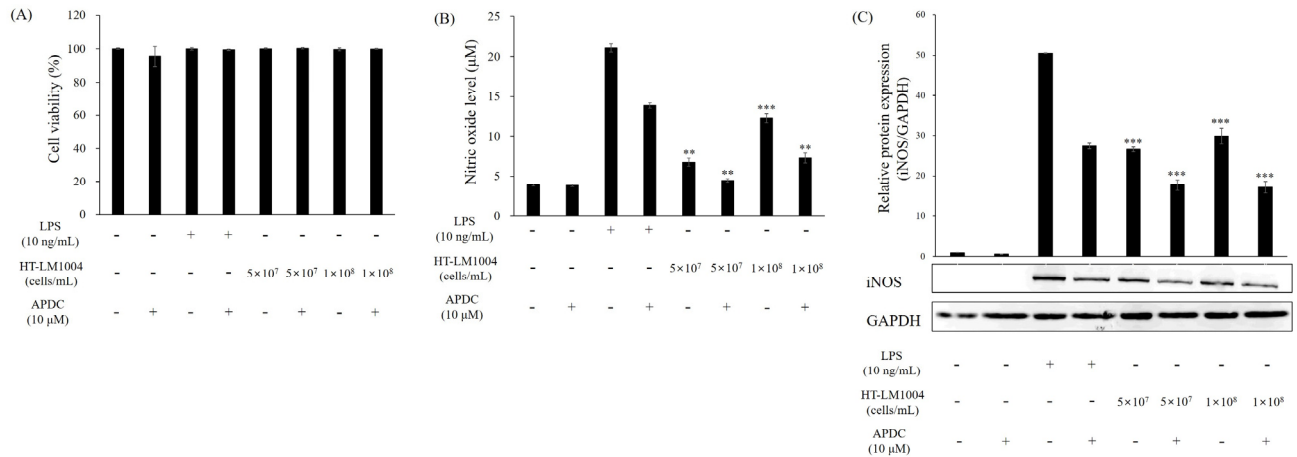 (A)
Cell viability (%)
120
100
80
60
40
20
0
LPS
(10 ng/mL)
- - + + - - - -
HT-LM1004
(cells/mL)
- - - - 5×10⁷ 5×10⁷ 1×10⁸ 1×10⁸
APDC
(10 μM)
- + - + - + - +
(B)
Nitric oxide level (μM)
25
20
15
10
5
0
** ** *** **
LPS
(10 ng/mL)
- - + + - - - -
HT-LM1004
(cells/mL)
- - - - 5×10⁷ 5×10⁷ 1×10⁸ 1×10⁸
APDC
(10 μM)
- + - + - + - +
(C)
Relative protein expression
(iNOS/GAPDH)
60
50
40
30
20
10
0
*** *** *** ***
iNOS
GAPDH
LPS
(10 ng/mL)
- - + + - - - -
HT-LM1004
(cells/mL)
- - - - 5×10⁷ 5×10⁷ 1×10⁸ 1×10⁸
APDC
(10 μM)
- + - + - + - +